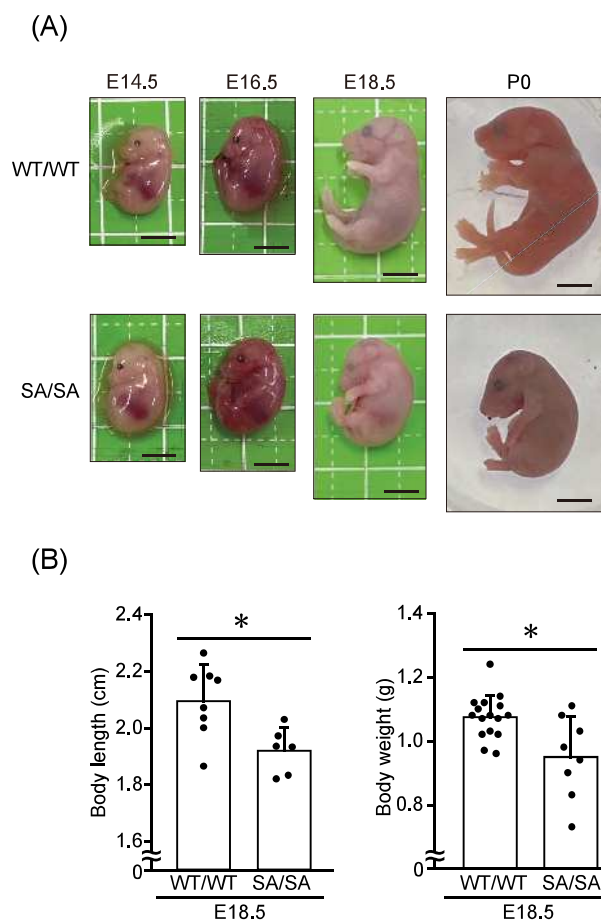 (A)
E14.5 E16.5 E18.5 P0
WT/WT
SA/SA
(B)
Body length (cm)
2.4
2.2
2.0
1.8
1.6
0
*
WT/WT SA/SA
E18.5
Body weight (g)
1.4
1.2
1.0
0.8
0
*
WT/WT SA/SA
E18.5